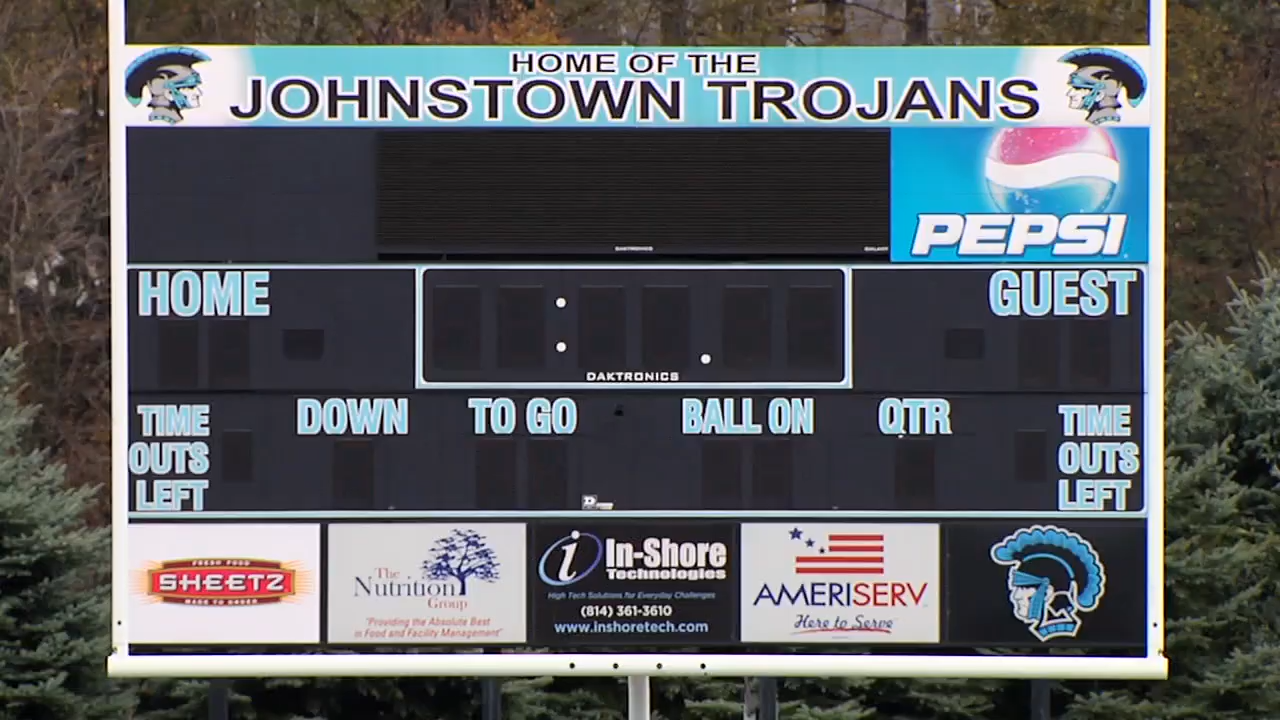 HOME OF THE
JOHNSTOWN TROJANS
PEPSI
DAKTRONICS
GALAXY
HOME
GUEST
DAKTRONICS
TIME
OUTS
LEFT
DOWN
TO GO
BALL ON
QTR
TIME
OUTS
LEFT
FRESH FOOD
SHEETZ
MADE TO ORDER
The
Nutrition
Group
"Providing the Absolute Best
in Food and Facility Management"
i In-Shore
Technologies
High Tech Solutions for Everyday Challenges
(814) 361-3610
www.inshoretech.com
AMERISERV
Here to Serve